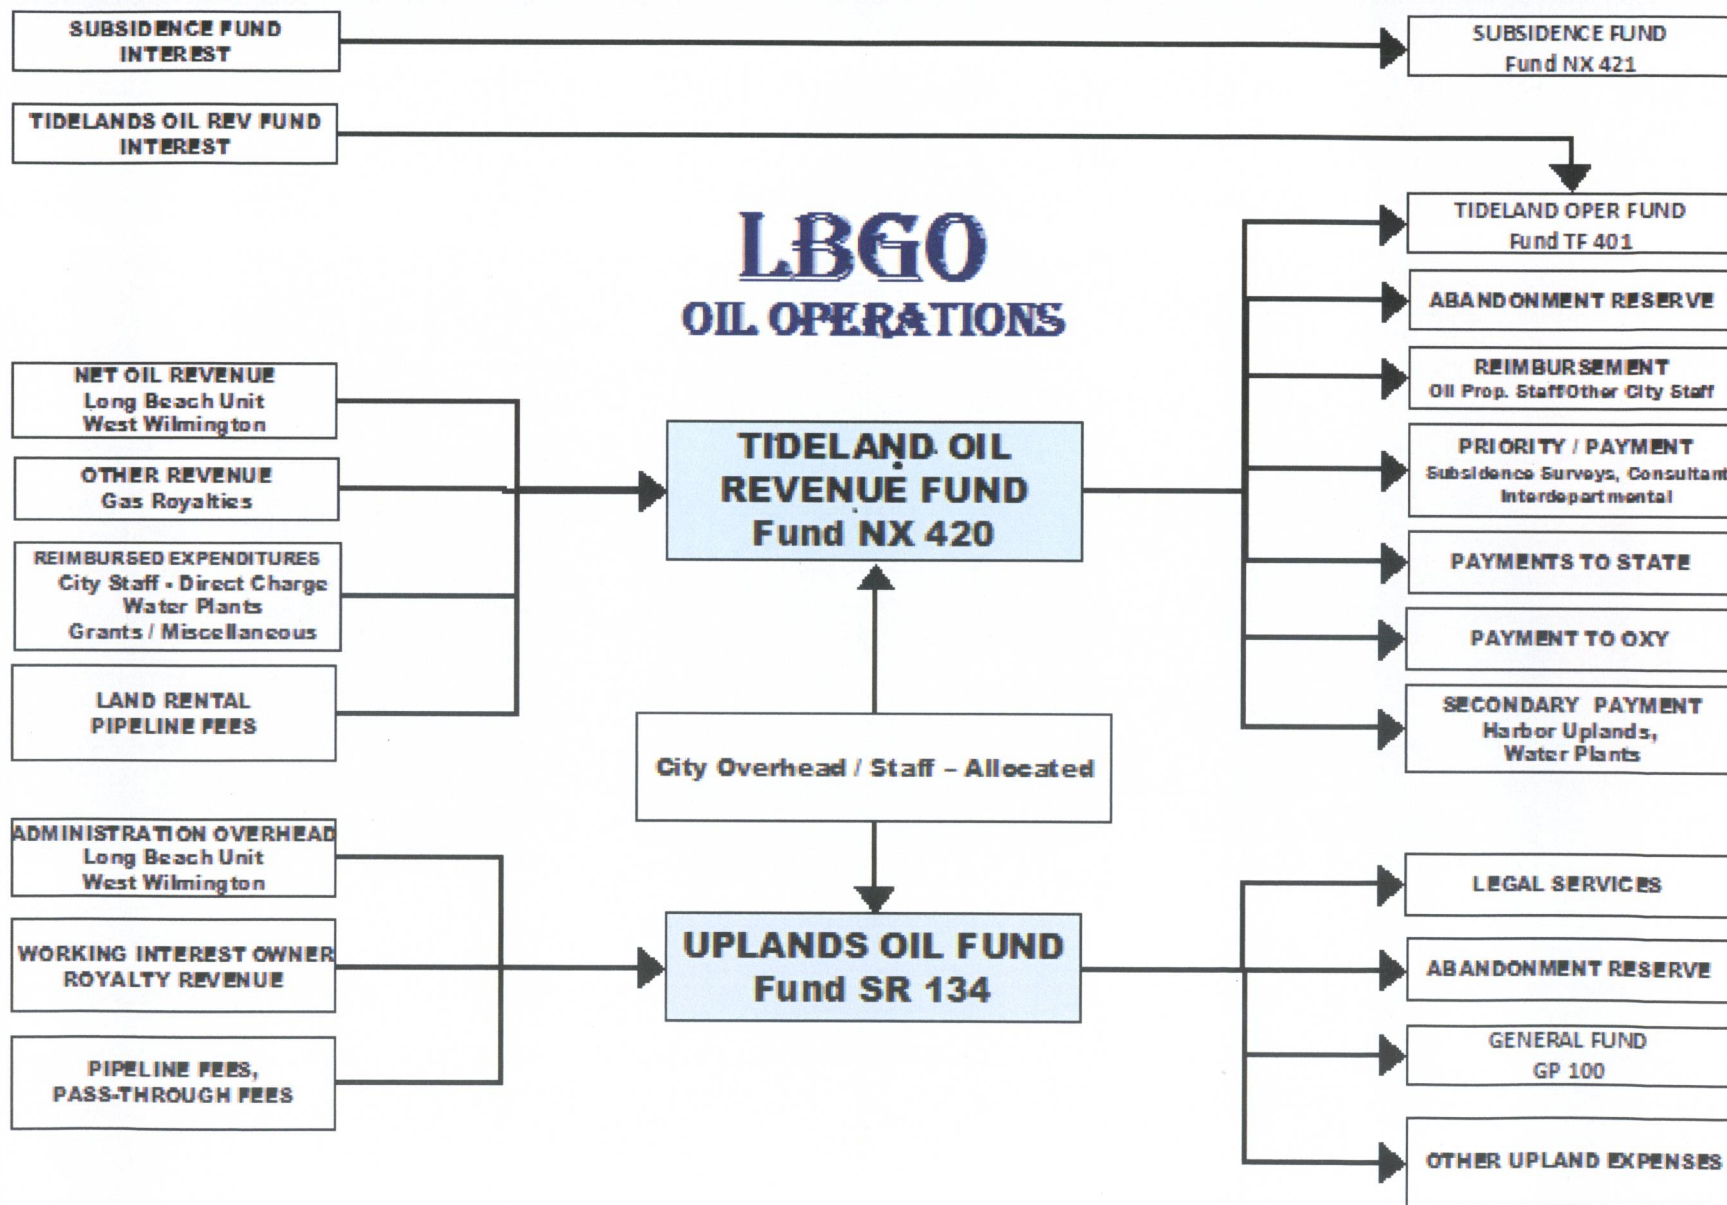 SUBSIDENCE FUND
INTEREST
SUBSIDENCE FUND
Fund NX 421
TIDELANDS OIL REV FUND
INTEREST
LBGO
OIL OPERATIONS
TIDELAND OPER FUND
Fund TF 401
ABANDONMENT RESERVE
REIMBURSEMENT
Oil Prop. Staff/Other City Staff
PRIORITY / PAYMENT
Subsidence Surveys, Consultant
Interdepartmental
PAYMENTS TO STATE
PAYMENT TO OXY
SECONDARY PAYMENT
Harbor Uplands,
Water Plants
NET OIL REVENUE
Long Beach Unit
West Wilmington
OTHER REVENUE
Gas Royalties
REIMBURSED EXPENDITURES
City Staff - Direct Charge
Water Plants
Grants / Miscellaneous
LAND RENTAL
PIPELINE FEES
TIDELAND OIL
REVENUE FUND
Fund NX 420
City Overhead / Staff – Allocated
ADMINISTRATION OVERHEAD
Long Beach Unit
West Wilmington
WORKING INTEREST OWNER
ROYALTY REVENUE
PIPELINE FEES,
PASS-THROUGH FEES
UPLANDS OIL FUND
Fund SR 134
LEGAL SERVICES
ABANDONMENT RESERVE
GENERAL FUND
GP 100
OTHER UPLAND EXPENSES